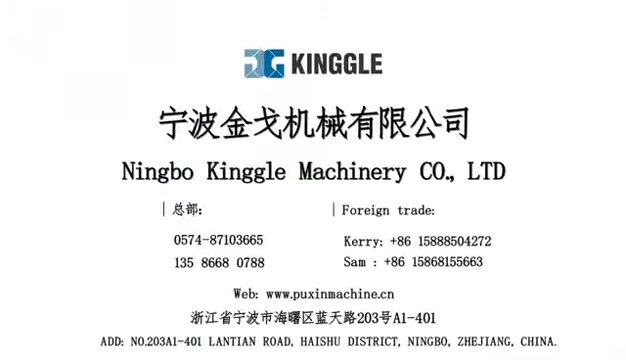 KINGGLE
宁波金戈机械有限公司
Ningbo Kinggle Machinery CO., LTD
| 总部:
0574-87103665
135 8668 0788
| Foreign trade:
Kerry: +86 15888504272
Sam : +86 15868155663
Web: www.puxinmachine.cn
浙江省宁波市海曙区蓝天路203号A1-401
ADD: NO.203A1-401 LANTIAN ROAD, HAISHU DISTRICT, NINGBO, ZHEJIANG, CHINA.